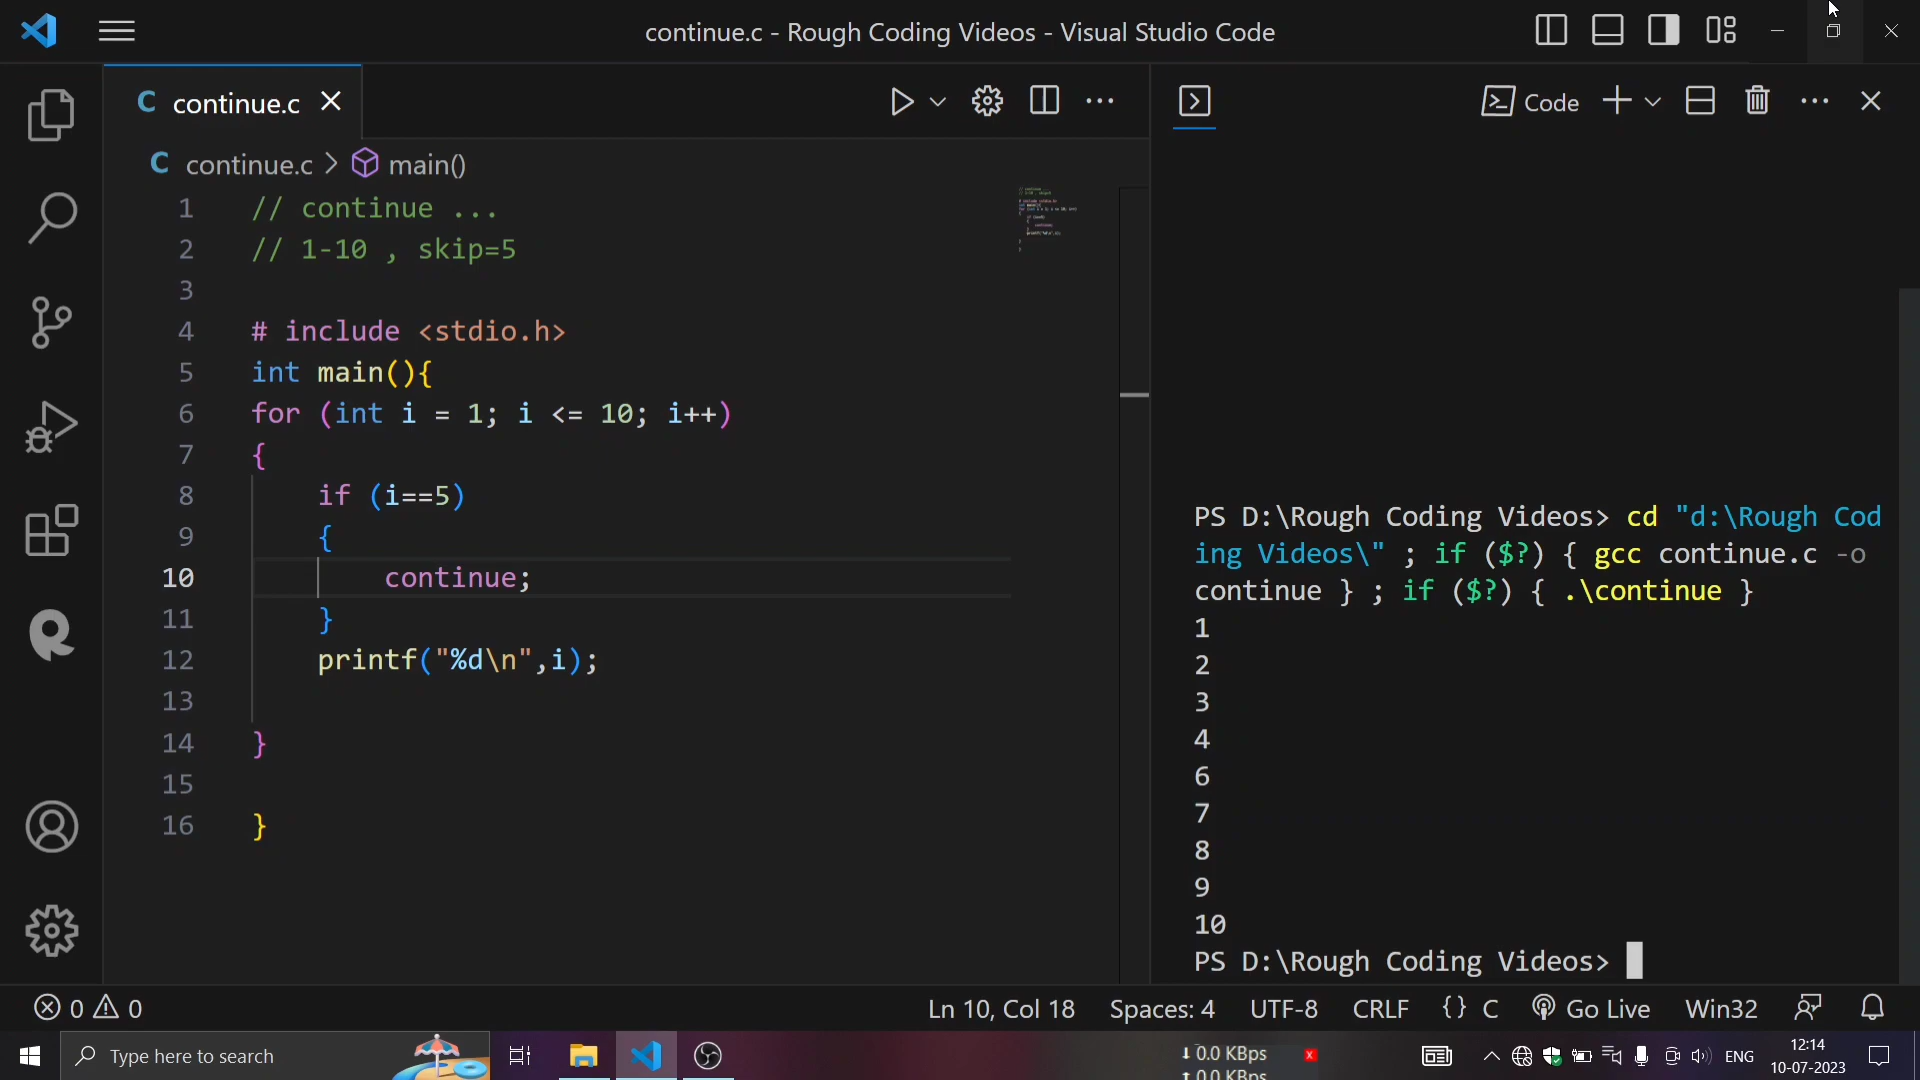 continue.c - Rough Coding Videos - Visual Studio Code
C continue.c
Code
C continue.c > main()
1 // continue ...
2 // 1-10 , skip=5
3
4 # include <stdio.h>
5 int main(){
6 for (int i = 1; i <= 10; i++)
7 {
8 if (i==5)
9 {
10 continue;
11 }
12 printf("%d\n",i);
13
14 }
15
16 }
PS D:\Rough Coding Videos> cd "d:\Rough Cod
ing Videos\" ; if ($?) { gcc continue.c -o
continue } ; if ($?) { .\continue }
1
2
3
4
6
7
8
9
10
PS D:\Rough Coding Videos>
0 0
Ln 10, Col 18 Spaces: 4 UTF-8 CRLF {} C Go Live Win32
Type here to search
0.0 KBps
0.0 KBps
ENG
12:14
10-07-2023